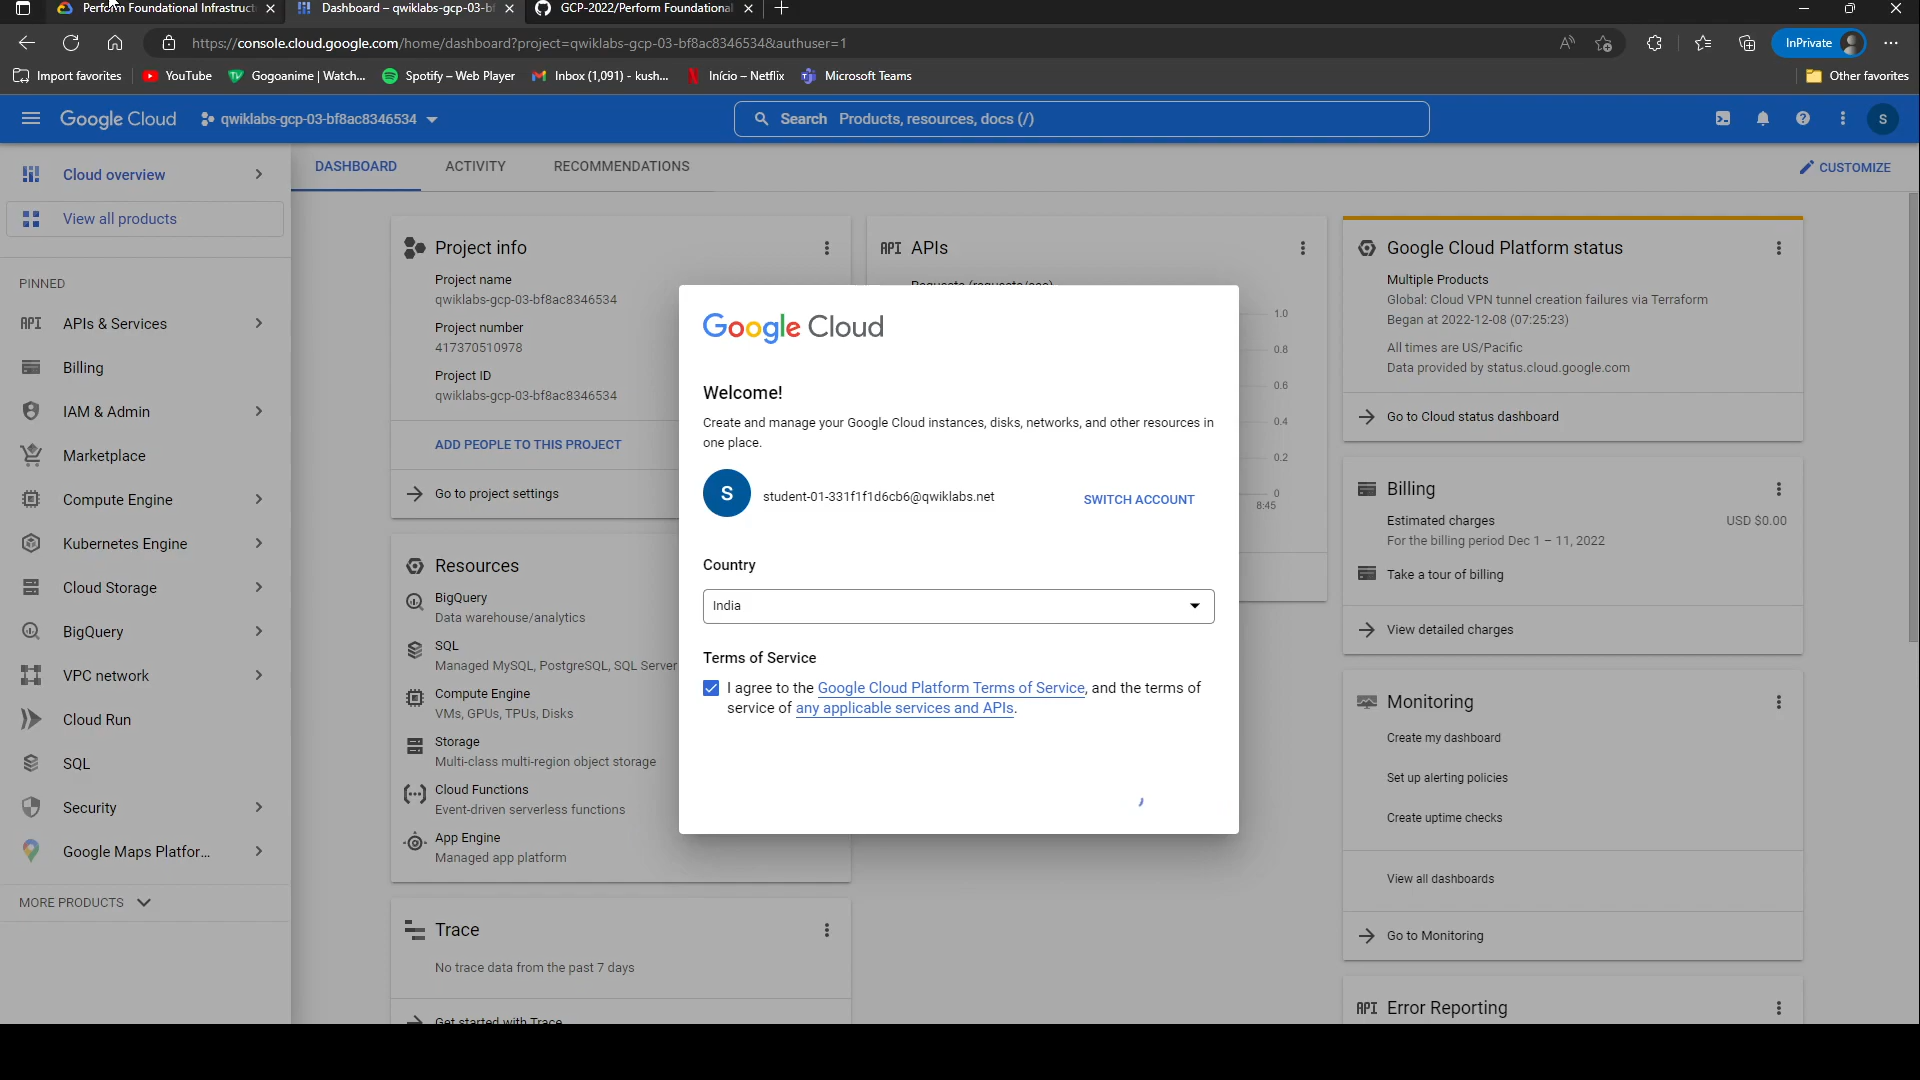 Perform Foundational Infrastruct
Dashboard – qwiklabs-gcp-03-bf
GCP-2022/Perform Foundational
https://console.cloud.google.com/home/dashboard?project=qwiklabs-gcp-03-bf8ac8346534&authuser=1
InPrivate
Import favorites
YouTube
Gogoanime | Watch...
Spotify – Web Player
Inbox (1,091) - kush...
Início – Netflix
Microsoft Teams
Other favorites
Google Cloud
qwiklabs-gcp-03-bf8ac8346534
Search Products, resources, docs (/)
S
Cloud overview
View all products
PINNED
API APIs & Services
Billing
IAM & Admin
Marketplace
Compute Engine
Kubernetes Engine
Cloud Storage
BigQuery
VPC network
Cloud Run
SQL
Security
Google Maps Platfor...
MORE PRODUCTS
DASHBOARD
ACTIVITY
RECOMMENDATIONS
CUSTOMIZE
Project info
Project name
qwiklabs-gcp-03-bf8ac8346534
Project number
417370510978
Project ID
qwiklabs-gcp-03-bf8ac8346534
ADD PEOPLE TO THIS PROJECT
Go to project settings
Resources
BigQuery
Data warehouse/analytics
SQL
Managed MySQL, PostgreSQL, SQL Server
Compute Engine
VMs, GPUs, TPUs, Disks
Storage
Multi-class multi-region object storage
Cloud Functions
Event-driven serverless functions
App Engine
Managed app platform
Trace
No trace data from the past 7 days
Get started with Trace
API APIs
Requests (requests/sec)
1.0
0.8
0.6
0.4
0.2
0
8:45
Google Cloud
Welcome!
Create and manage your Google Cloud instances, disks, networks, and other resources in
one place.
S
student-01-331f1f1d6cb6@qwiklabs.net
SWITCH ACCOUNT
Country
India
Terms of Service
I agree to the Google Cloud Platform Terms of Service, and the terms of
service of any applicable services and APIs.
Google Cloud Platform status
Multiple Products
Global: Cloud VPN tunnel creation failures via Terraform
Began at 2022-12-08 (07:25:23)
All times are US/Pacific
Data provided by status.cloud.google.com
Go to Cloud status dashboard
Billing
Estimated charges
USD $0.00
For the billing period Dec 1 – 11, 2022
Take a tour of billing
View detailed charges
Monitoring
Create my dashboard
Set up alerting policies
Create uptime checks
View all dashboards
Go to Monitoring
API Error Reporting